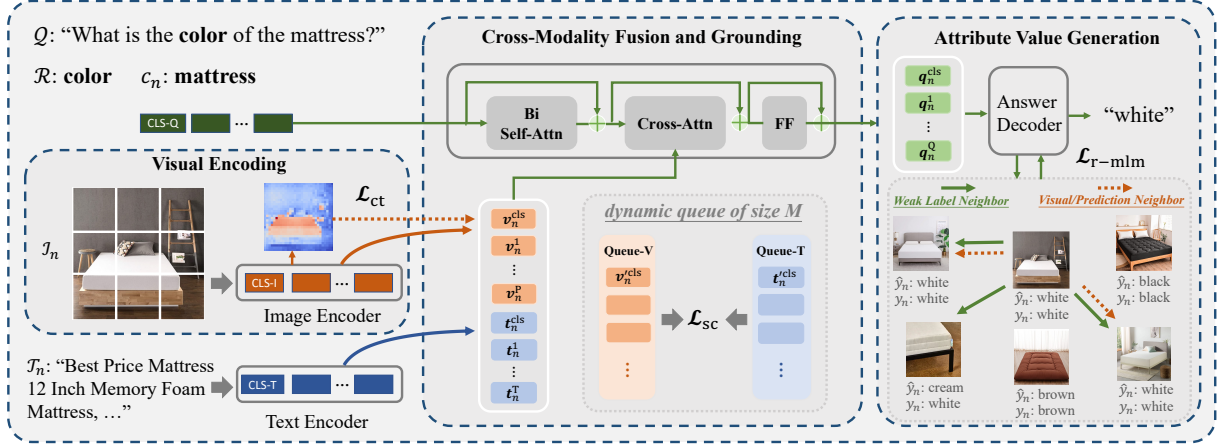 𝒬: “What is the color of the mattress?”
ℛ: color c_n: mattress
CLS-Q ...
Visual Encoding
ℐ_n
ℒ_ct
CLS-I ...
Image Encoder
𝒯_n: “Best Price Mattress
12 Inch Memory Foam
Mattress, …”
CLS-T ...
Text Encoder
Cross-Modality Fusion and Grounding
Bi
Self-Attn
Cross-Attn
FF
v_n^cls
v_n^1
⋮
v_n^P
t_n^cls
t_n^1
⋮
t_n^T
dynamic queue of size M
Queue-V
v'_n^cls
⋮
ℒ_sc
Queue-T
t'_n^cls
⋮
Attribute Value Generation
q_n^cls
q_n^1
⋮
q_n^Q
Answer
Decoder
“white”
ℒ_r−mlm
Weak Label Neighbor
Visual/Prediction Neighbor
ŷ_n: white
y_n: white
ŷ_n: white
y_n: white
ŷ_n: black
y_n: black
ŷ_n: cream
y_n: white
ŷ_n: brown
y_n: brown
ŷ_n: white
y_n: white